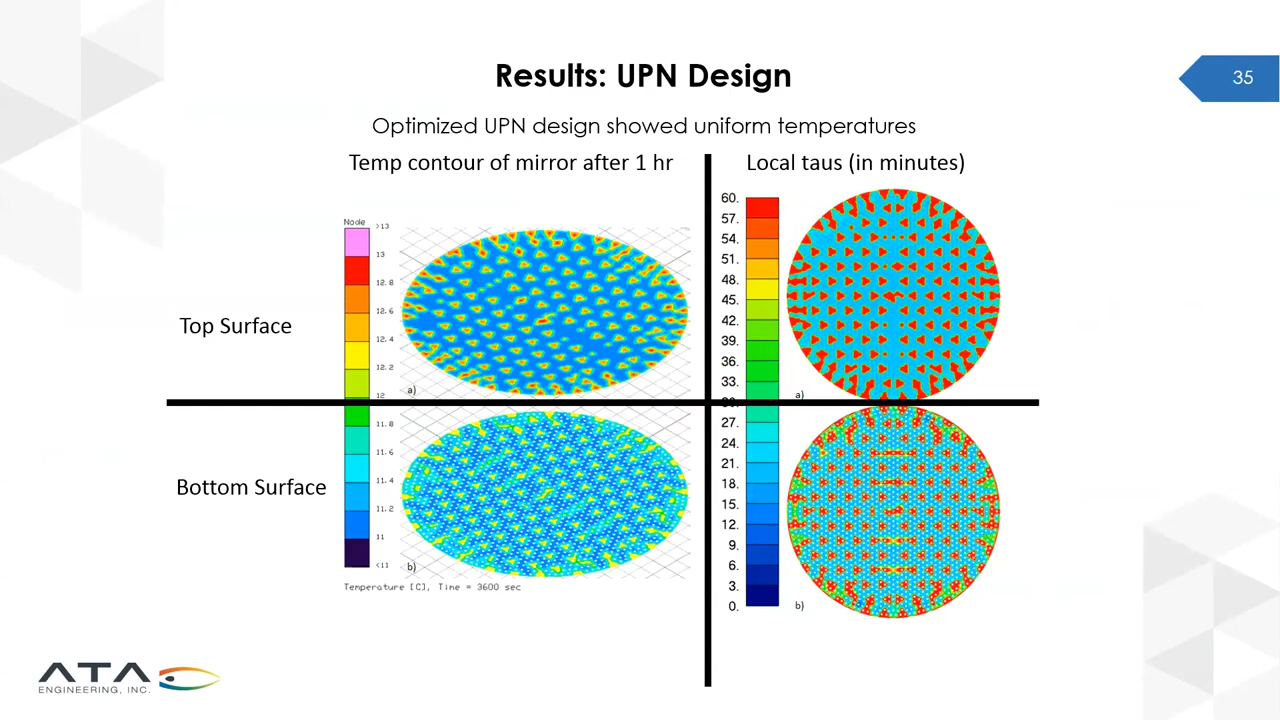 Results: UPN Design
35
Optimized UPN design showed uniform temperatures
Temp contour of mirror after 1 hr
Local taus (in minutes)
Node
>13
13
12.8
12.6
12.4
12.2
12
11.8
11.6
11.4
11.2
11
<11
a)
b)
Temperature [C], Time = 3600 sec
60.
57.
54.
51.
48.
45.
42.
39.
36.
33.
27.
24.
21.
18.
15.
12.
9.
6.
3.
0.
a)
b)
Top Surface
Bottom Surface
ATA
ENGINEERING, INC.